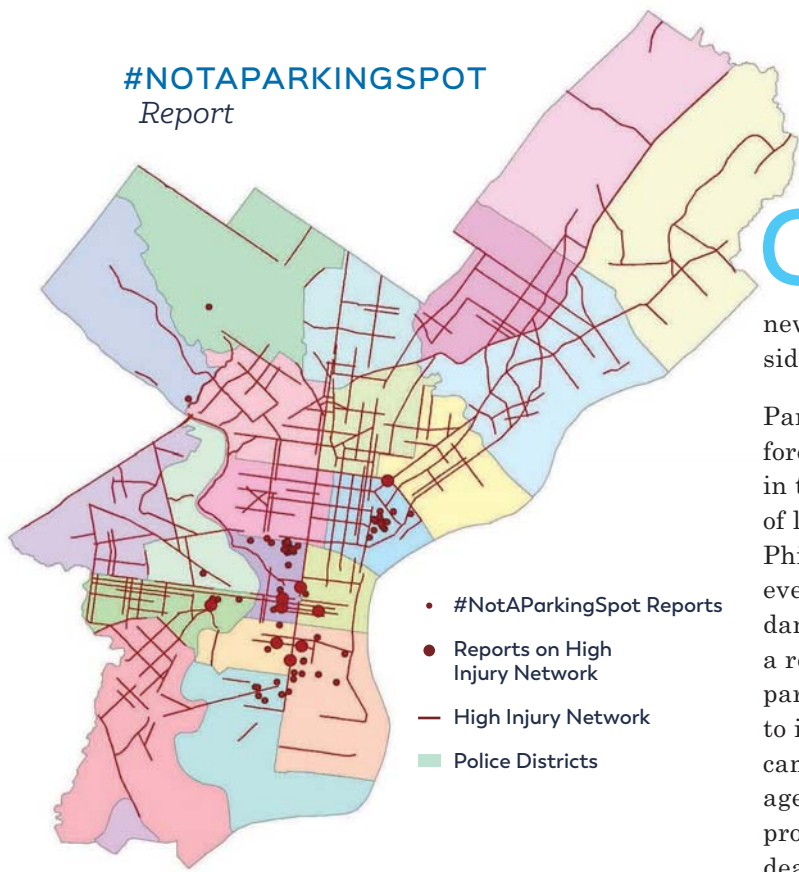 #NOTAPARKINGSPOT
Report
nev
sid
Par
fore
in t
of l
Phi
eve
dan
a re
par
to i
can
age
pro
dea
#NotAParkingSpot Reports
Reports on High
Injury Network
High Injury Network
Police Districts